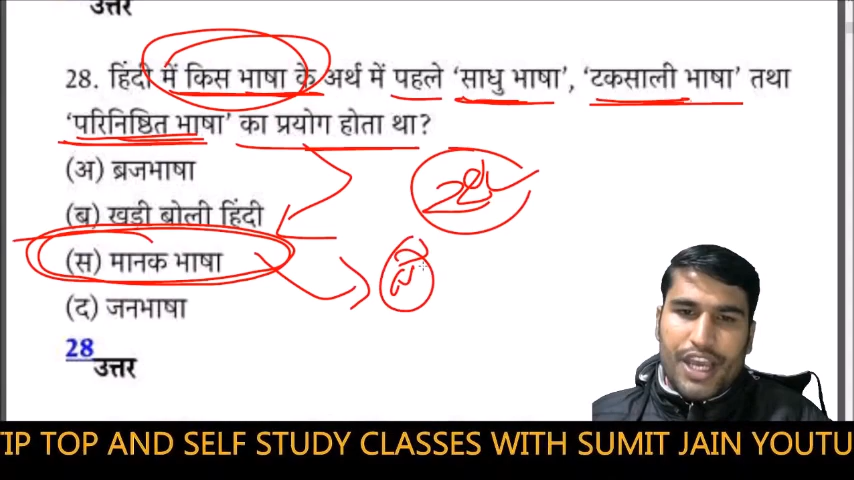 उत्तर
28. हिंदी में किस भाषा के अर्थ में पहले 'साधु भाषा', 'टकसाली भाषा' तथा
'परिनिष्ठित भाषा' का प्रयोग होता था?
(अ) ब्रजभाषा
(ब) खड़ी बोली हिंदी
(स) मानक भाषा
(द) जनभाषा
28
उत्तर
TIP TOP AND SELF STUDY CLASSES WITH SUMIT JAIN YOUTU